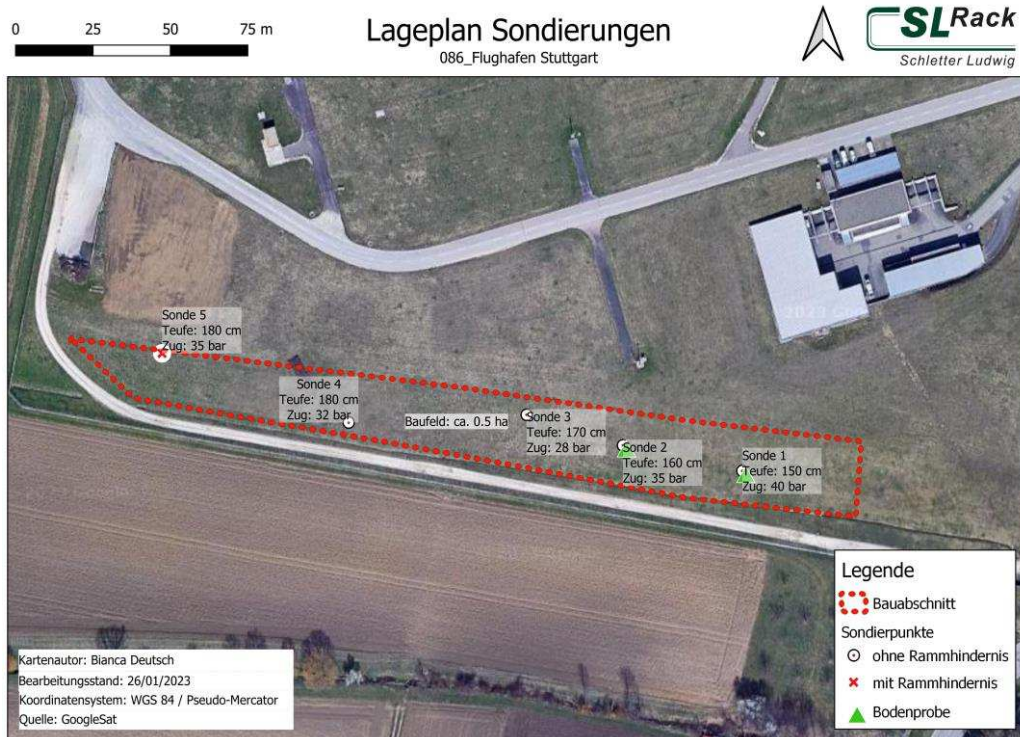 0 25 50 75 m
Lageplan Sondierungen
086_Flughafen Stuttgart
SL Rack
Schletter Ludwig
Sonde 5
Teufe: 180 cm
Zug: 35 bar
Sonde 4
Teufe: 180 cm
Zug: 32 bar
Baufeld: ca. 0.5 ha
Sonde 3
Teufe: 170 cm
Zug: 28 bar
Sonde 2
Teufe: 160 cm
Zug: 35 bar
Sonde 1
Teufe: 150 cm
Zug: 40 bar
Legende
Bauabschnitt
Sondierpunkte
ohne Rammhindernis
mit Rammhindernis
Bodenprobe
Kartenautor: Bianca Deutsch
Bearbeitungsstand: 26/01/2023
Koordinatensystem: WGS 84 / Pseudo-Mercator
Quelle: GoogleSat